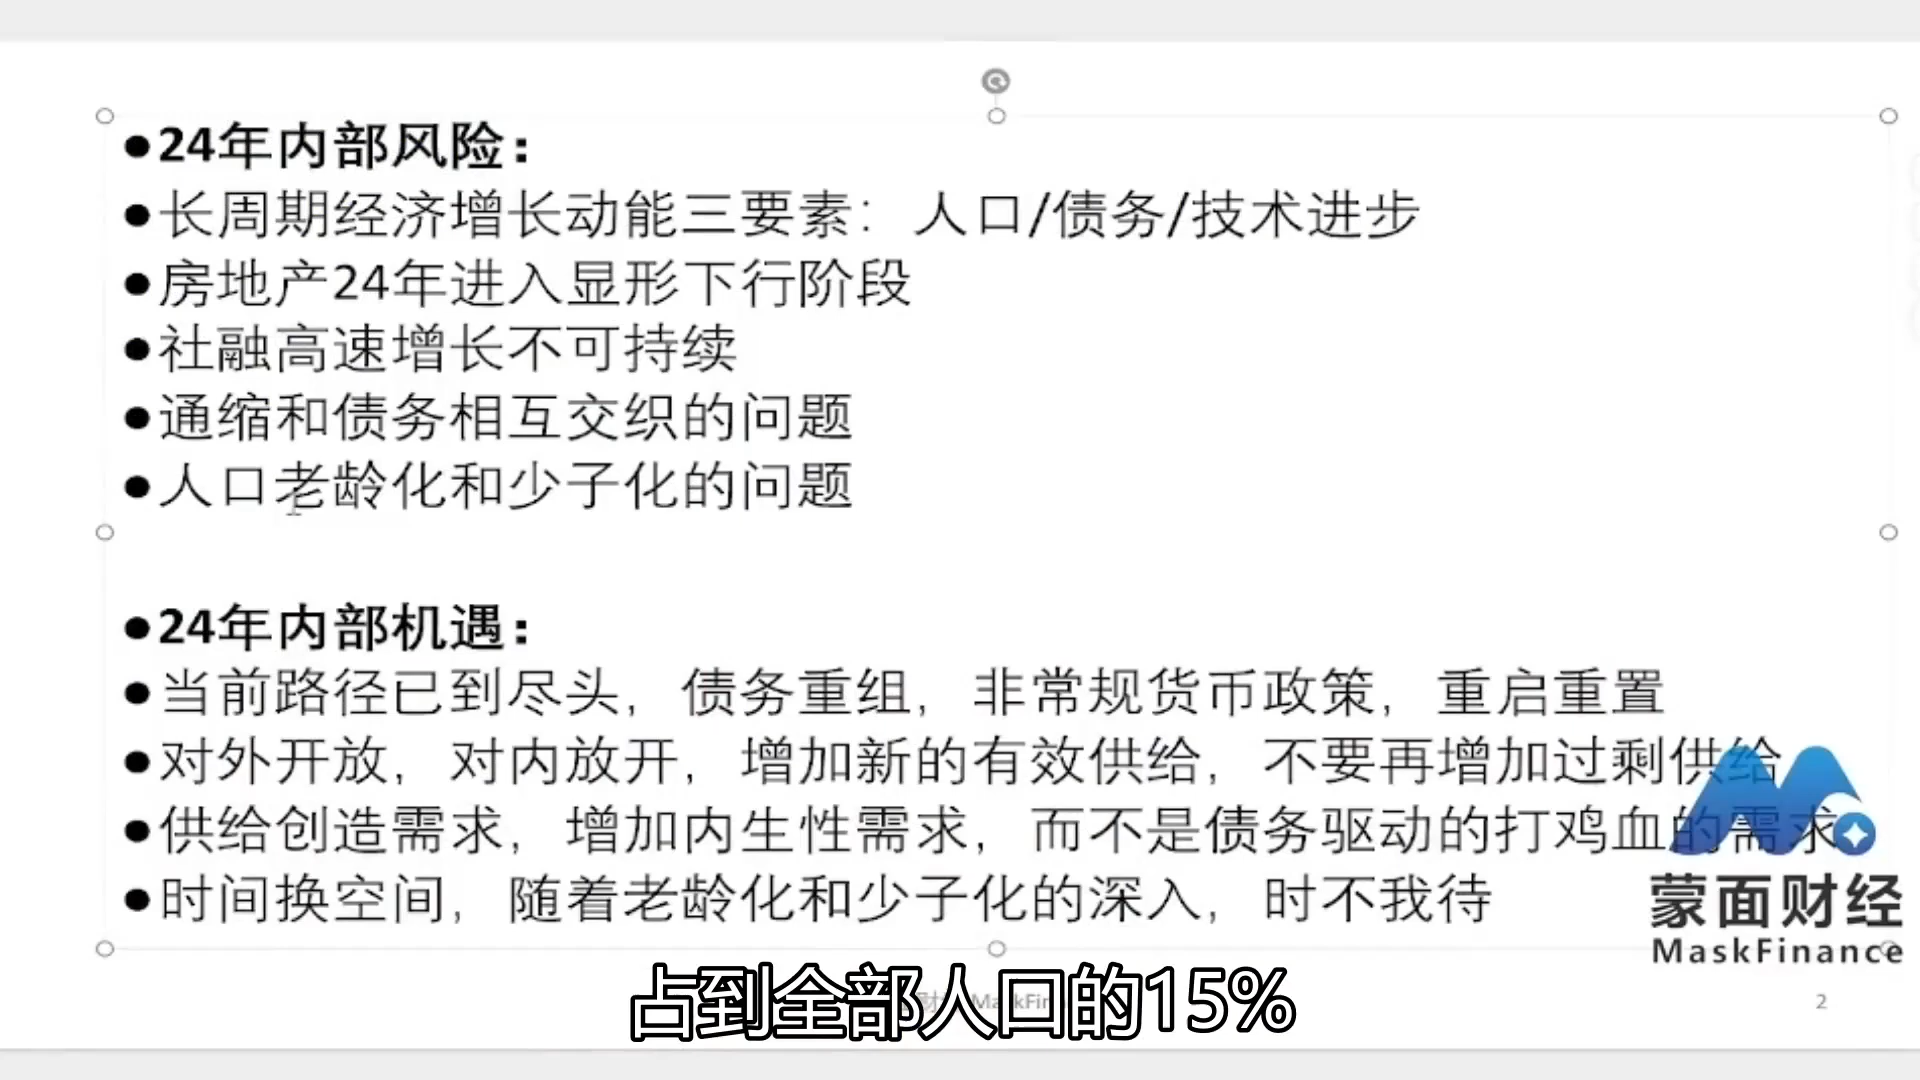 ●24年内部风险：
●长周期经济增长动能三要素：人口/债务/技术进步
●房地产24年进入显形下行阶段
●社融高速增长不可持续
●通缩和债务相互交织的问题
●人口老龄化和少子化的问题
●24年内部机遇：
●当前路径已到尽头，债务重组，非常规货币政策，重启重置
●对外开放，对内放开，增加新的有效供给，不要再增加过剩供给
●供给创造需求，增加内生性需求，而不是债务驱动的打鸡血的需求
●时间换空间，随着老龄化和少子化的深入，时不我待
蒙面财经
MaskFinance
占到全部人口的15%
2